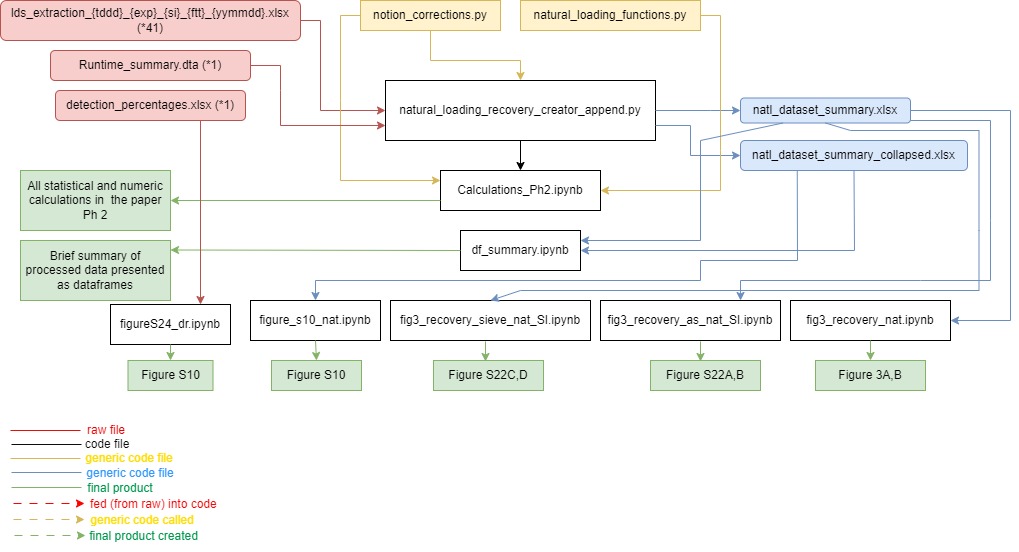 lds_extraction_{tddd}_{exp}_{si}_{ftt}_{yymmdd}.xlsx
(*41)
notion_corrections.py
natural_loading_functions.py
Runtime_summary.dta (*1)
detection_percentages.xlsx (*1)
natural_loading_recovery_creator_append.py
natl_dataset_summary.xlsx
natl_dataset_summary_collapsed.xlsx
All statistical and numeric
calculations in the paper
Ph 2
Calculations_Ph2.ipynb
Brief summary of
processed data presented
as dataframes
df_summary.ipynb
figureS24_dr.ipynb
figure_s10_nat.ipynb
fig3_recovery_sieve_nat_SI.ipynb
fig3_recovery_as_nat_SI.ipynb
fig3_recovery_nat.ipynb
Figure S10
Figure S10
Figure S22C,D
Figure S22A,B
Figure 3A,B
raw file
code file
generic code file
generic code file
final product
fed (from raw) into code
generic code called
final product created